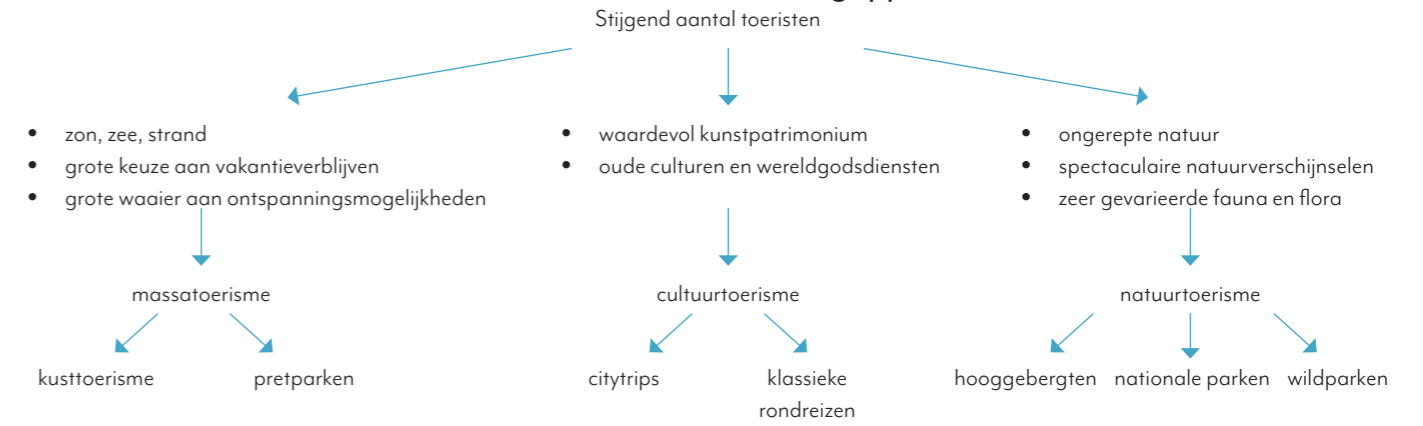 Stijgend aantal toeristen
• zon, zee, strand
• grote keuze aan vakantieverblijven
• grote waaier aan ontspanningsmogelijkheden
• waardevol kunstpatrimonium
• oude culturen en wereldgodsdiensten
• ongerepte natuur
• spectaculaire natuurverschijnselen
• zeer gevarieerde fauna en flora
massatoerisme
cultuurtoerisme
natuurtoerisme
kusttoerisme
pretparken
citytrips
klassieke
rondreizen
hooggebergten
nationale parken
wildparken